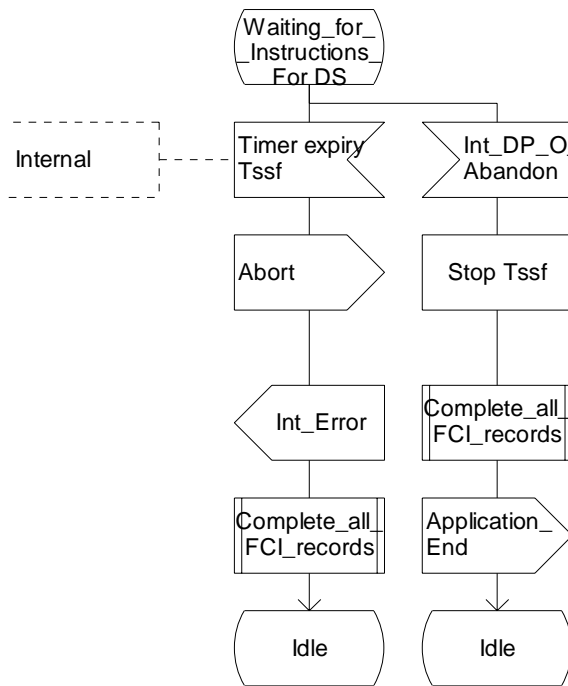 Waiting_for_
_Instructions_
For DS
Internal
Timer expiry
Tssf
Int_DP_O_
Abandon
Abort
Stop Tssf
Int_Error
Complete_all_
FCI_records
Complete_all_
FCI_records
Application_
End
Idle
Idle